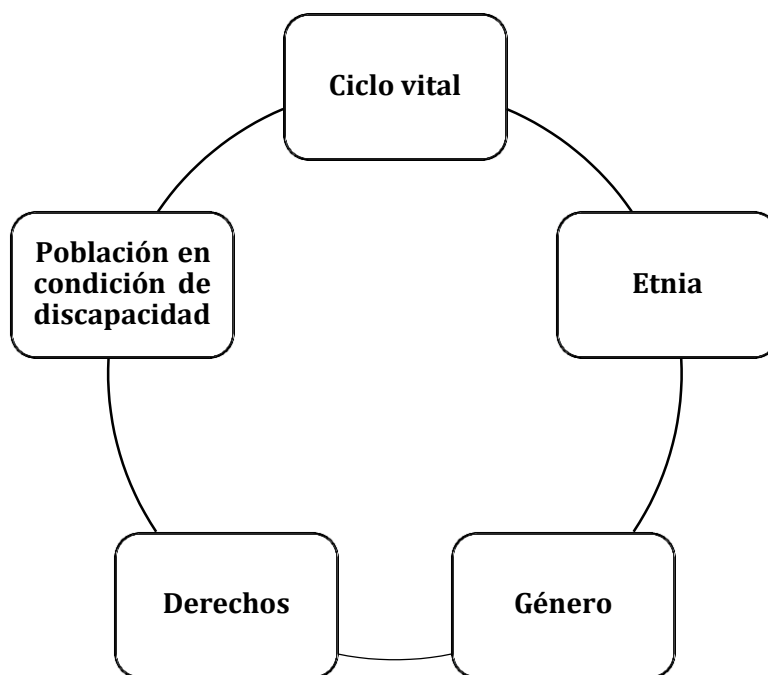 Ciclo vital
Población en
condición de
discapacidad
Etnia
Derechos
Género